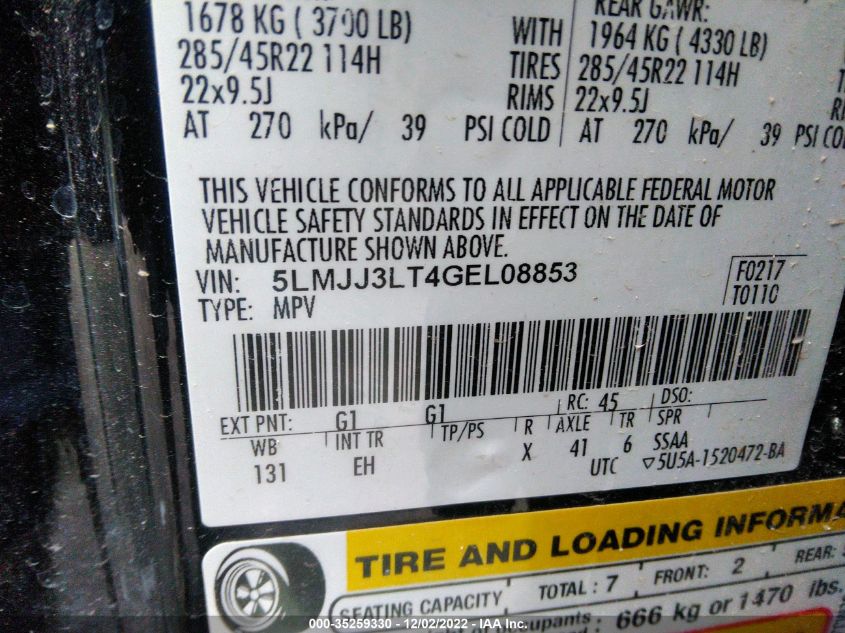 REAR GAWR:
1678 KG ( 3700 LB) WITH 1964 KG ( 4330 LB)
285/45R22 114H TIRES 285/45R22 114H
22x9.5J RIMS 22x9.5J
AT 270 kPa/ 39 PSI COLD AT 270 kPa/ 39 PSI
THIS VEHICLE CONFORMS TO ALL APPLICABLE FEDERAL MOTOR
VEHICLE SAFETY STANDARDS IN EFFECT ON THE DATE OF
MANUFACTURE SHOWN ABOVE.
VIN: 5LMJJ3LT4GEL08853 F0217
TYPE: MPV T0110
EXT PNT: G1 G1 RC: 45 DSO:
WB INT TR TP/PS R AXLE TR SPR
131 EH X 41 6 SSAA
UTC ▽5U5A-1520472-BA
TIRE AND LOADING INFORMA
SEATING CAPACITY TOTAL : 7 FRONT: 2 REAR:
occupants 666 kg or 1470 lbs.
000-35259330 - 12/02/2022 - IAA, Inc.